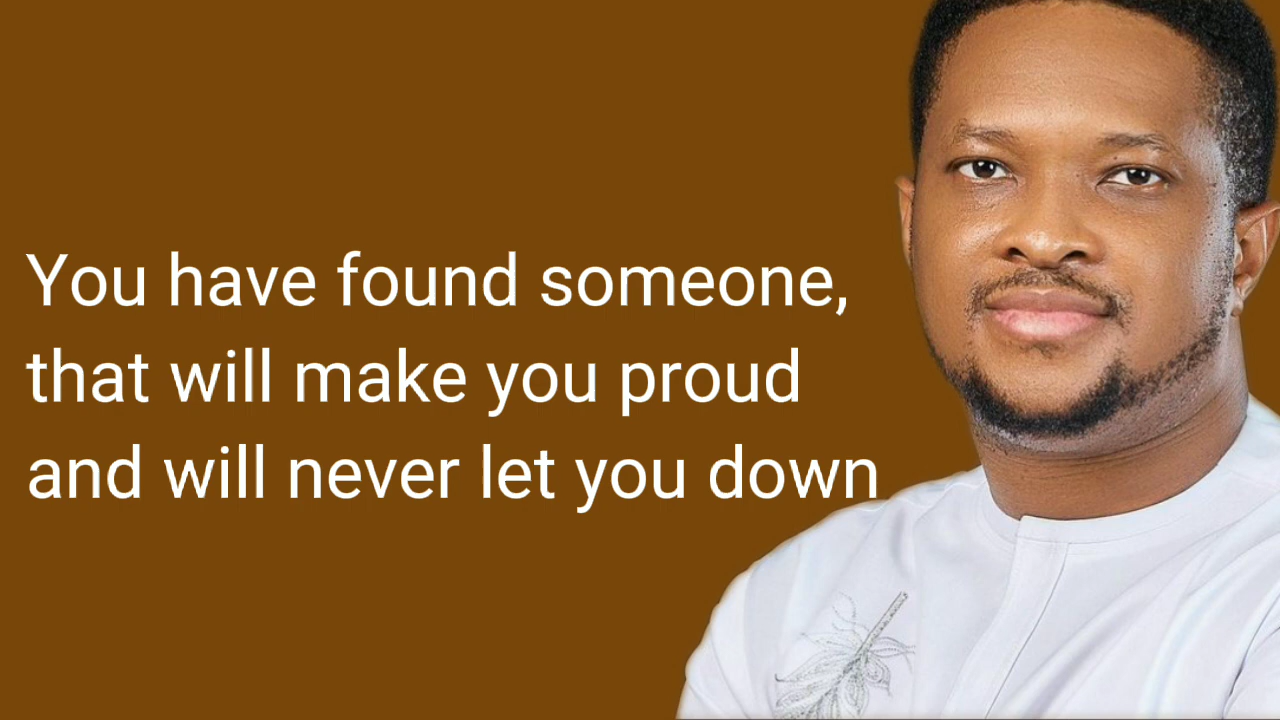 You have found someone,
that will make you proud
and will never let you down